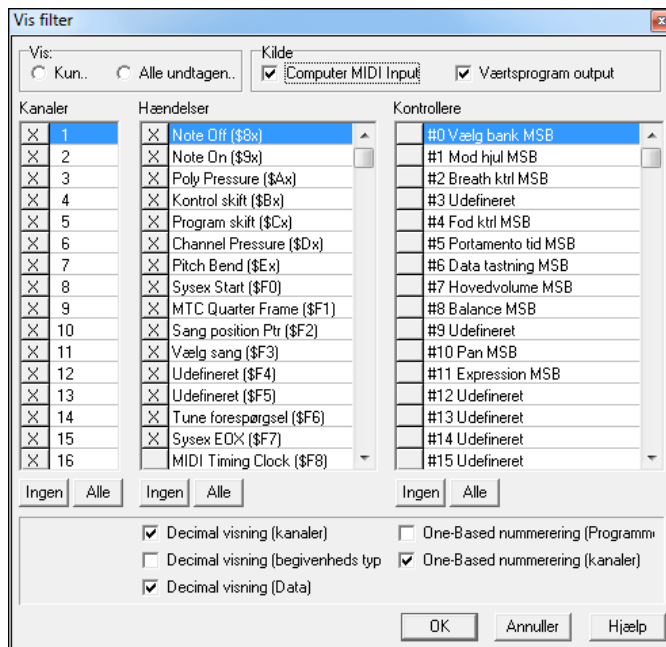 Vis filter
Vis:
Kun..
Alle undtagen..
Kilde
Computer MIDI Input
Værtsprogram output
Kanaler
X 1
X 2
X 3
X 4
X 5
X 6
X 7
X 8
X 9
X 10
X 11
X 12
X 13
X 14
X 15
X 16
Ingen Alle
Hændelser
X Note Off ($8x)
X Note On ($9x)
X Poly Pressure ($Ax)
X Kontrol skift ($Bx)
X Program skift ($Cx)
X Channel Pressure ($Dx)
X Pitch Bend ($Ex)
X Sysex Start ($F0)
X MTC Quarter Frame ($F1)
X Sang position Ptr ($F2)
X Vælg sang ($F3)
X Udefineret ($F4)
X Udefineret ($F5)
X Tune forespørgsel ($F6)
X Sysex EOX ($F7)
MIDI Timing Clock ($F8)
Ingen Alle
Kontrollere
#0 Vælg bank MSB
#1 Mod hjul MSB
#2 Breath ktrl MSB
#3 Udefineret
#4 Fod ktrl MSB
#5 Portamento tid MSB
#6 Data tastning MSB
#7 Hovedvolume MSB
#8 Balance MSB
#9 Udefineret
#10 Pan MSB
#11 Expression MSB
#12 Udefineret
#13 Udefineret
#14 Udefineret
#15 Udefineret
Ingen Alle
Decimal visning (kanaler)
Decimal visning (begivenheds typ
Decimal visning (Data)
One-Based nummerering (Programm
One-Based nummerering (kanaler)
OK Annuller Hjælp